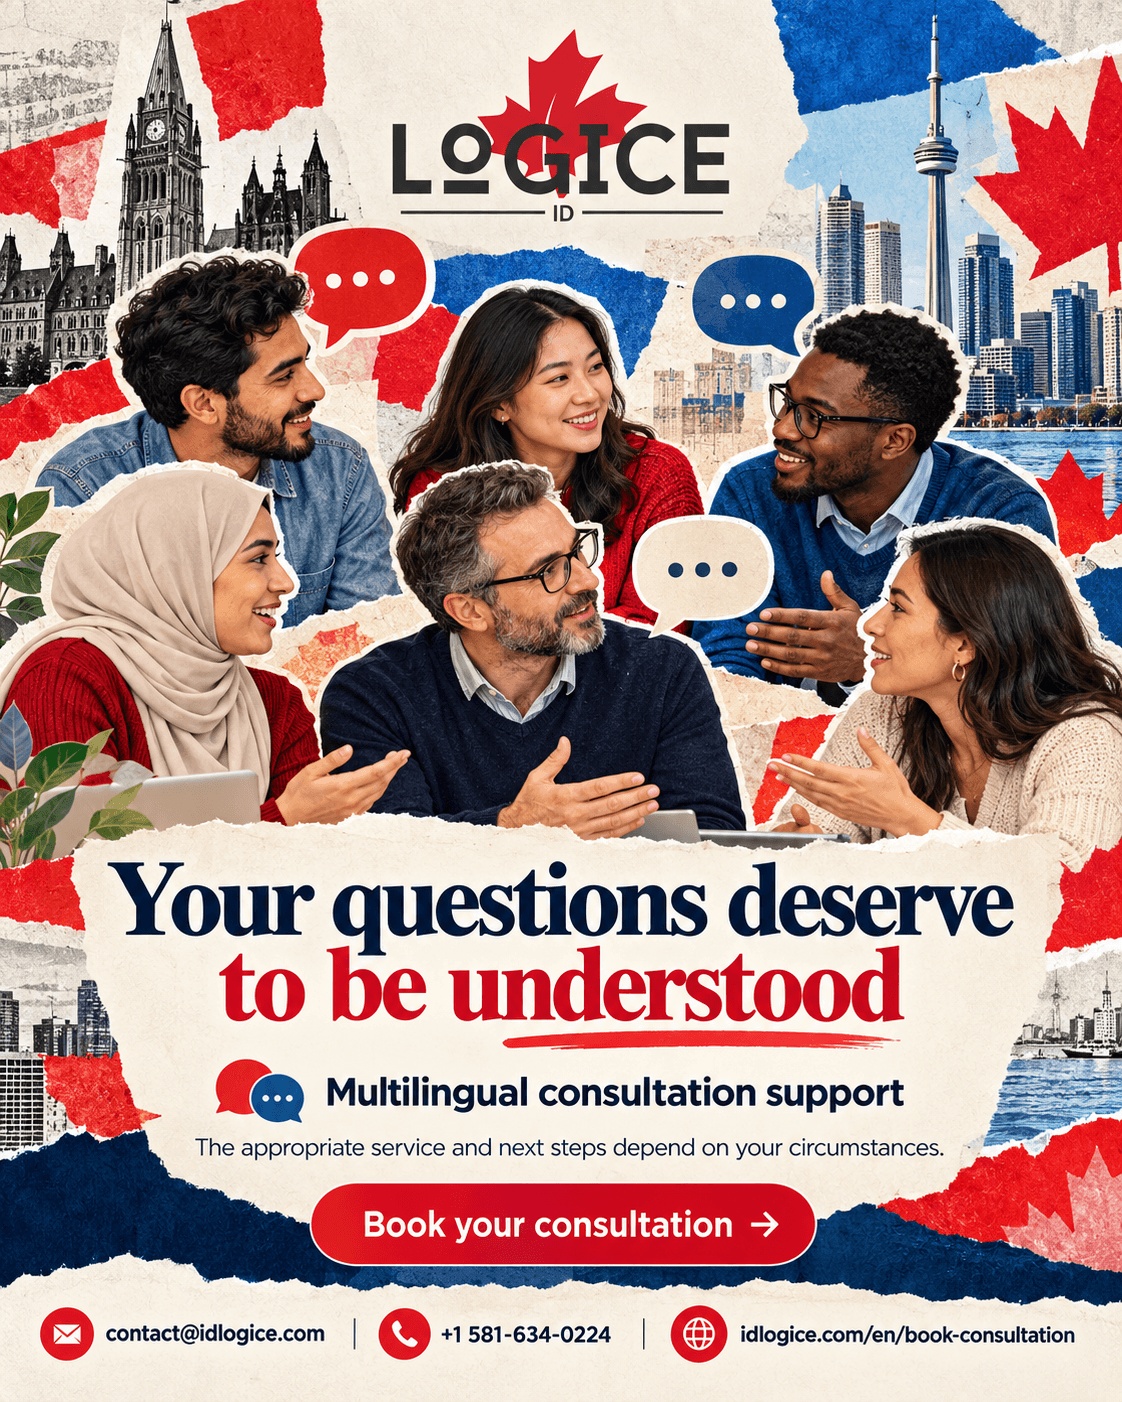 LOGICE
ID
Your questions deserve
to be understood
Multilingual consultation support
The appropriate service and next steps depend on your circumstances.
Book your consultation →
contact@idlogice.com
+1 581-634-0224
idlogice.com/en/book-consultation